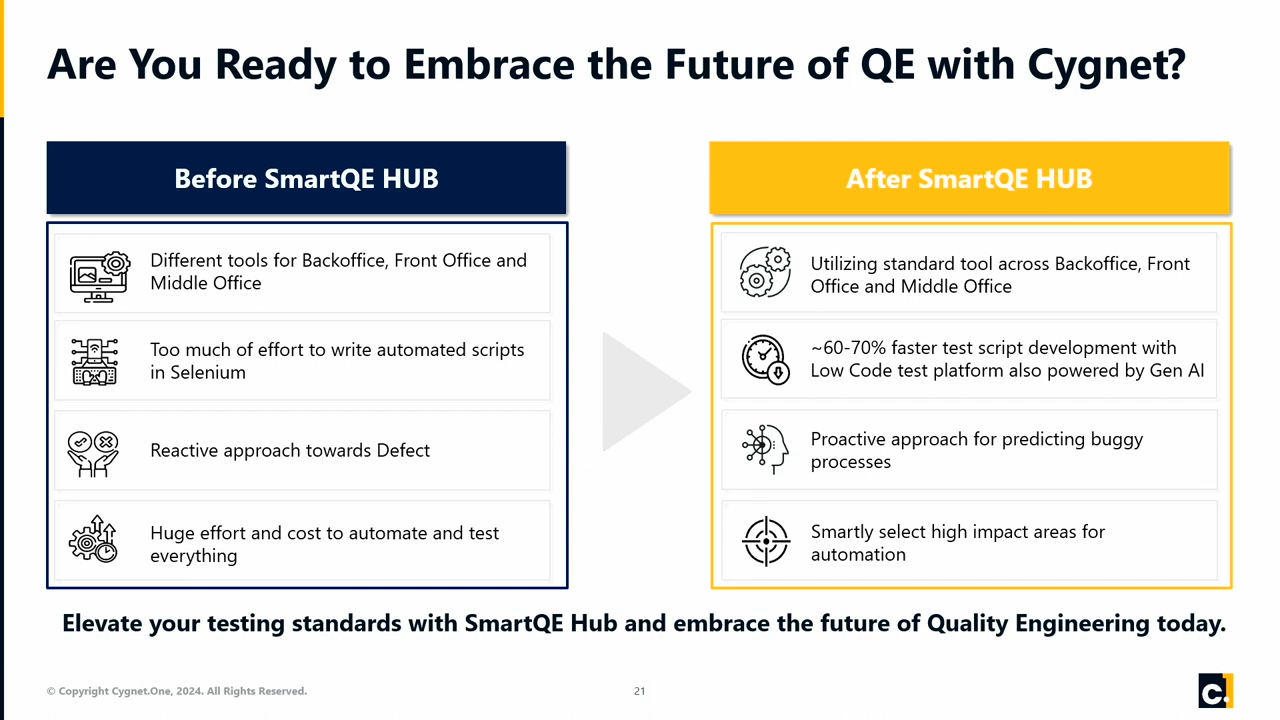 Are You Ready to Embrace the Future of QE with Cygnet?
Before SmartQE HUB
Different tools for Backoffice, Front Office and
Middle Office
Too much of effort to write automated scripts
in Selenium
Reactive approach towards Defect
Huge effort and cost to automate and test
everything
After SmartQE HUB
Utilizing standard tool across Backoffice, Front
Office and Middle Office
~60-70% faster test script development with
Low Code test platform also powered by Gen AI
Proactive approach for predicting buggy
processes
Smartly select high impact areas for
automation
Elevate your testing standards with SmartQE Hub and embrace the future of Quality Engineering today.
© Copyright Cygnet.One, 2024. All Rights Reserved.
21
C.